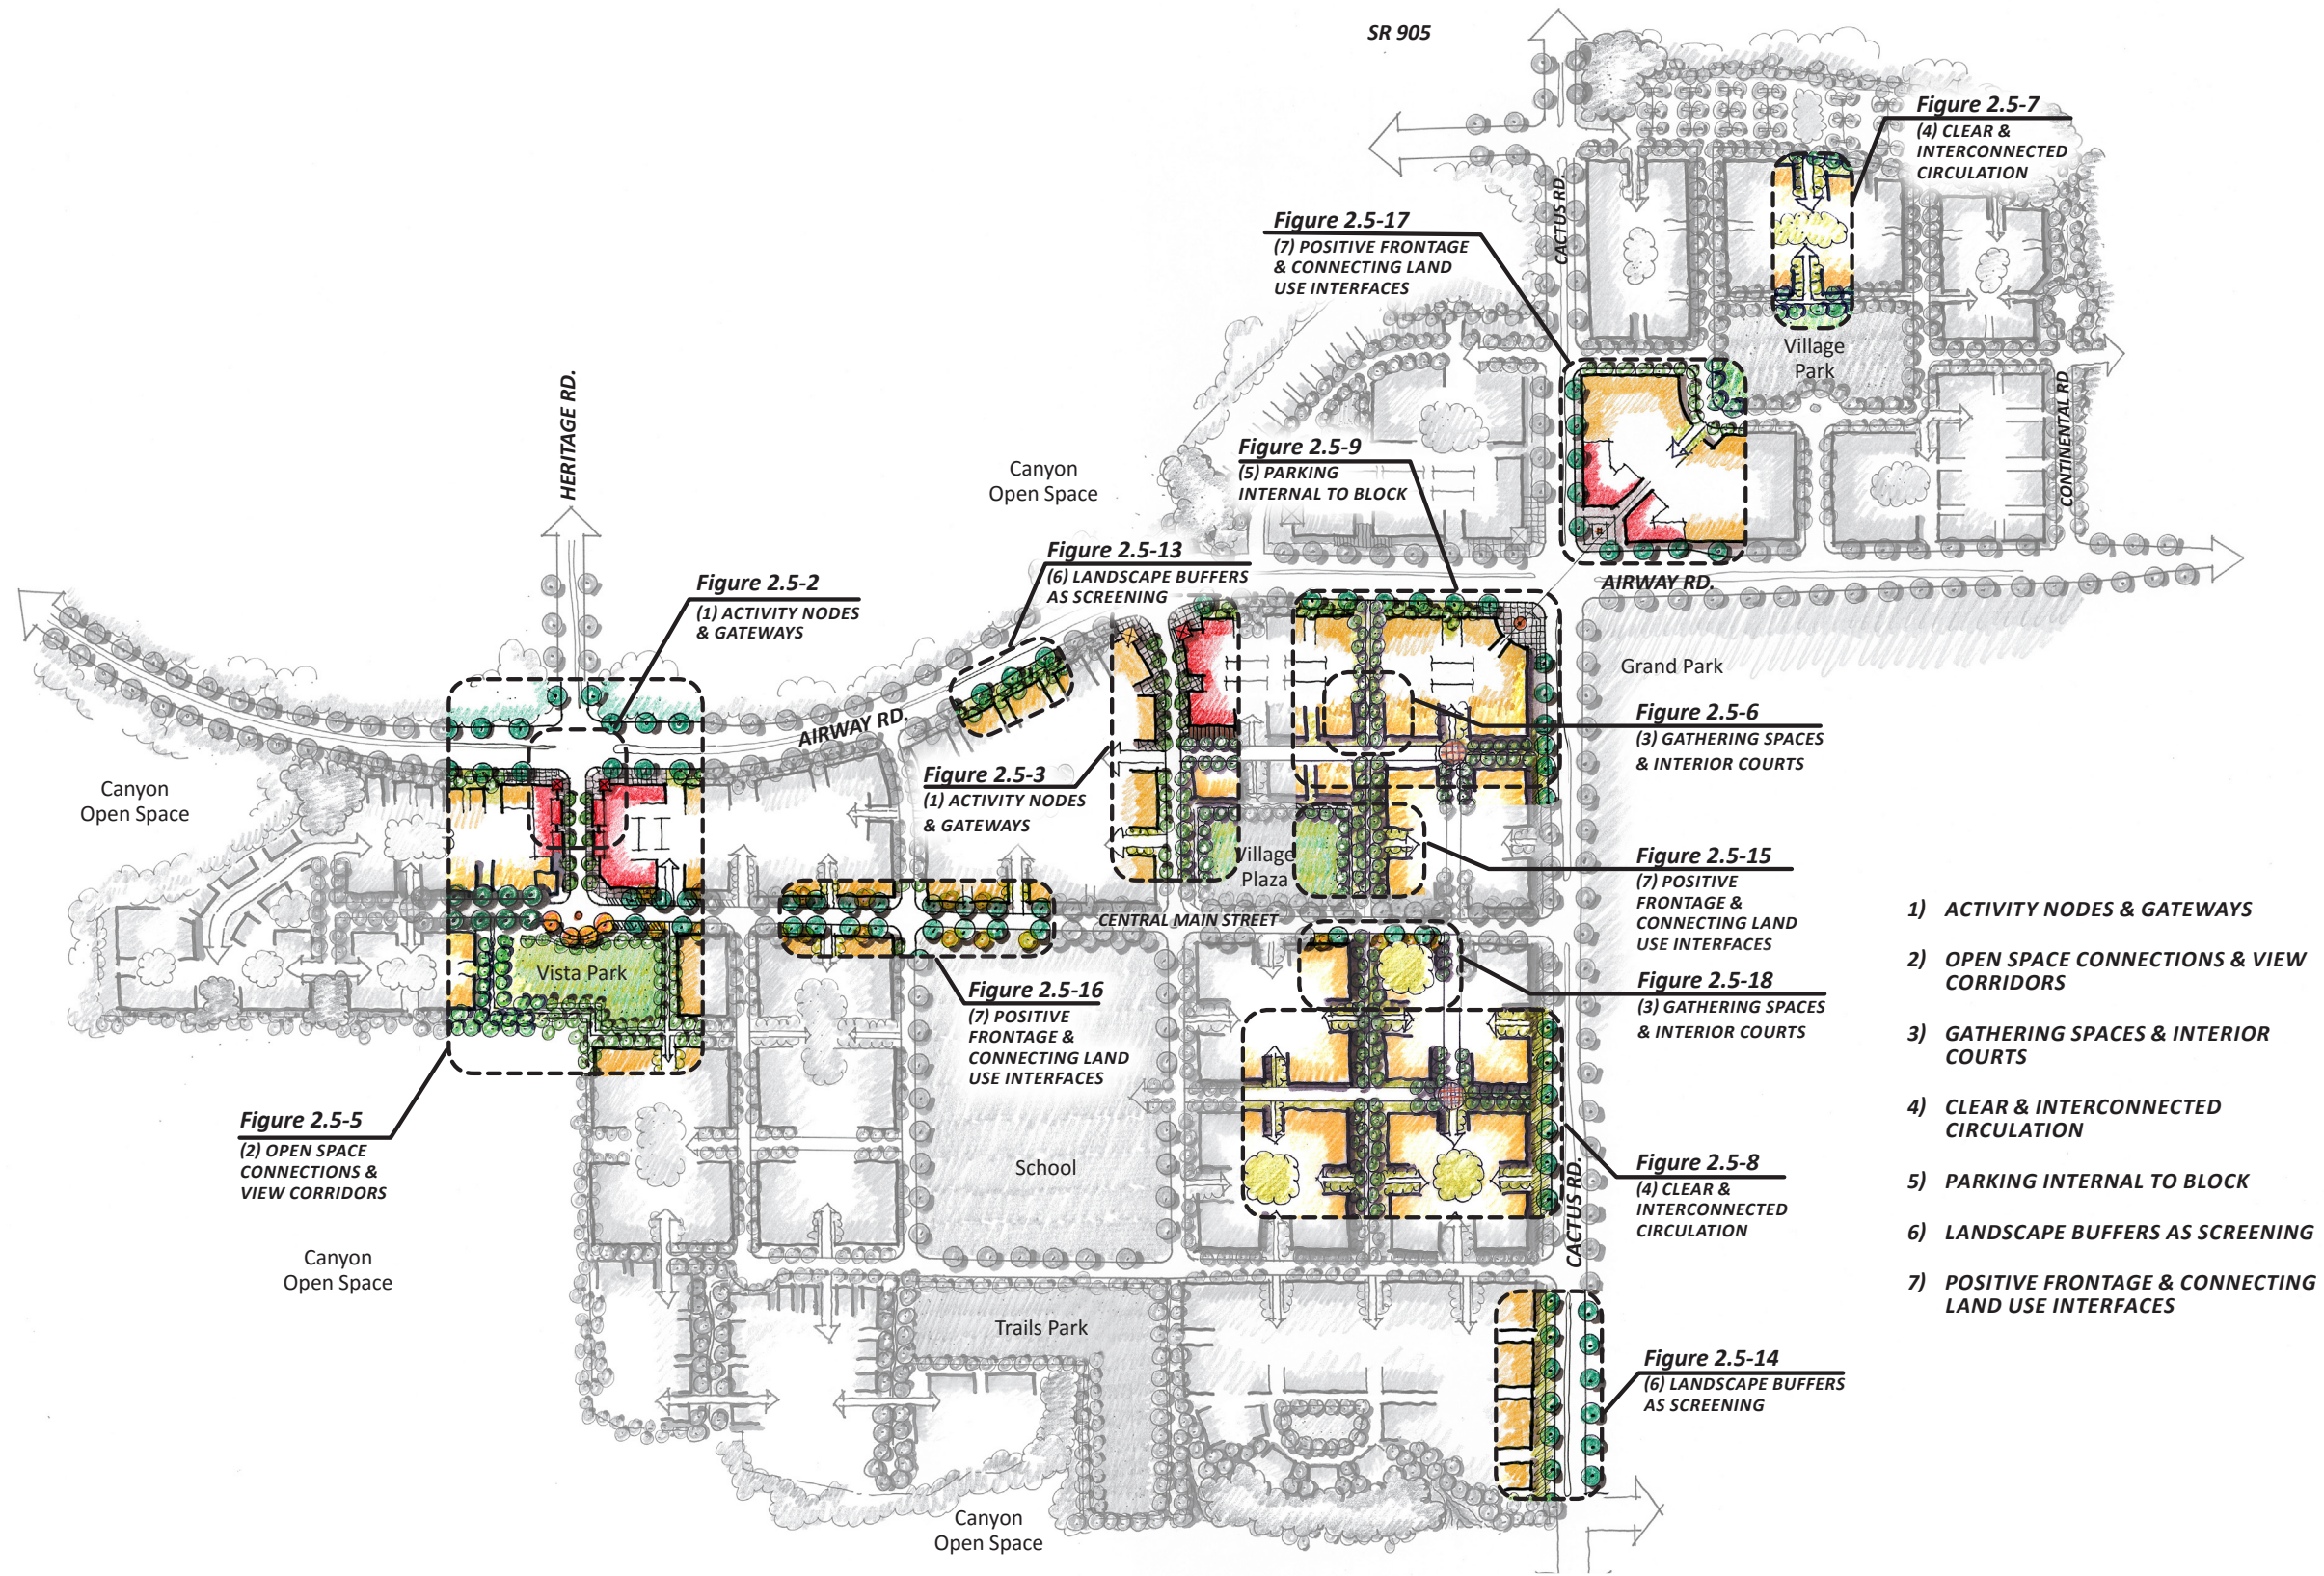 SR 905
Figure 2.5-7
(4) CLEAR &
INTERCONNECTED
CIRCULATION
CACTUS RD.
Figure 2.5-17
(7) POSITIVE FRONTAGE
& CONNECTING LAND
USE INTERFACES
Village
Park
HERITAGE RD.
CONTINENTAL RD
Canyon
Open Space
Figure 2.5-9
(5) PARKING
INTERNAL TO BLOCK
Figure 2.5-13
(6) LANDSCAPE BUFFERS
AS SCREENING
Figure 2.5-2
(1) ACTIVITY NODES
& GATEWAYS
AIRWAY RD.
Grand Park
AIRWAY RD.
Figure 2.5-6
(3) GATHERING SPACES
& INTERIOR COURTS
Canyon
Open Space
Figure 2.5-3
(1) ACTIVITY NODES
& GATEWAYS
Village
Plaza
Figure 2.5-15
(7) POSITIVE
FRONTAGE &
CONNECTING LAND
USE INTERFACES
CENTRAL MAIN STREET
Vista Park
Figure 2.5-16
(7) POSITIVE
FRONTAGE &
CONNECTING LAND
USE INTERFACES
Figure 2.5-18
(3) GATHERING SPACES
& INTERIOR COURTS
Figure 2.5-5
(2) OPEN SPACE
CONNECTIONS &
VIEW CORRIDORS
School
Figure 2.5-8
(4) CLEAR &
INTERCONNECTED
CIRCULATION
CACTUS RD.
Canyon
Open Space
Trails Park
Figure 2.5-14
(6) LANDSCAPE BUFFERS
AS SCREENING
Canyon
Open Space
1) ACTIVITY NODES & GATEWAYS
2) OPEN SPACE CONNECTIONS & VIEW
CORRIDORS
3) GATHERING SPACES & INTERIOR
COURTS
4) CLEAR & INTERCONNECTED
CIRCULATION
5) PARKING INTERNAL TO BLOCK
6) LANDSCAPE BUFFERS AS SCREENING
7) POSITIVE FRONTAGE & CONNECTING
LAND USE INTERFACES